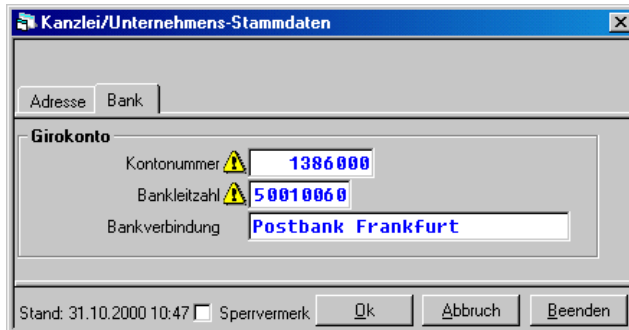 Kanzlei/Unternehmens-Stammdaten
Adresse Bank
Girokonto
Kontonummer 1386000
Bankleitzahl 50010060
Bankverbindung Postbank Frankfurt
Stand: 31.10.2000 10:47 Sperrvermerk Ok Abbruch Beenden